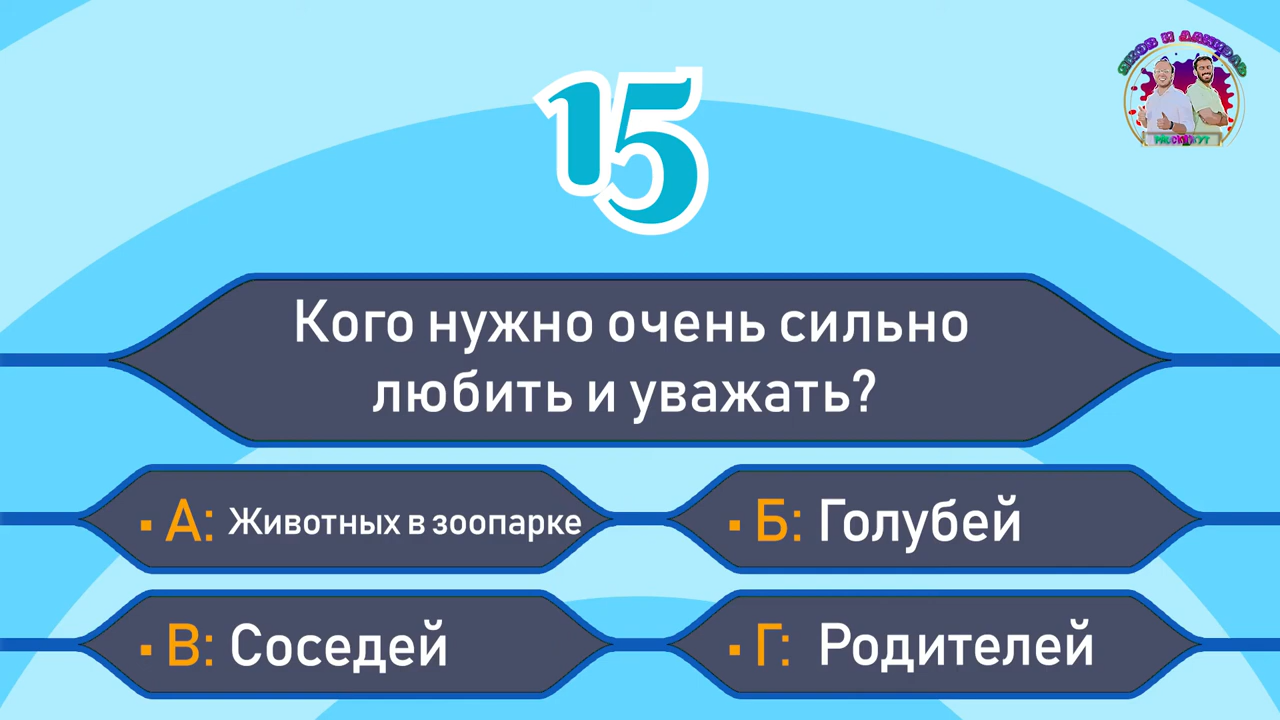 15
Кого нужно очень сильно
любить и уважать?
▪ А: Животных в зоопарке
▪ Б: Голубей
▪ В: Соседей
▪ Г: Родителей